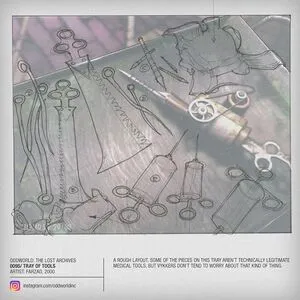 ODDWORLD: THE LOST ARCHIVES
0090/ TRAY OF TOOLS
ARTIST: FARZAD, 2000
A ROUGH LAYOUT. SOME OF THE PIECES ON THIS TRAY AREN'T TECHNICALLY LEGITIMATE
MEDICAL TOOLS, BUT VYKKERS DON'T TEND TO WORRY ABOUT THAT KIND OF THING.
instagram.com/oddworldinc